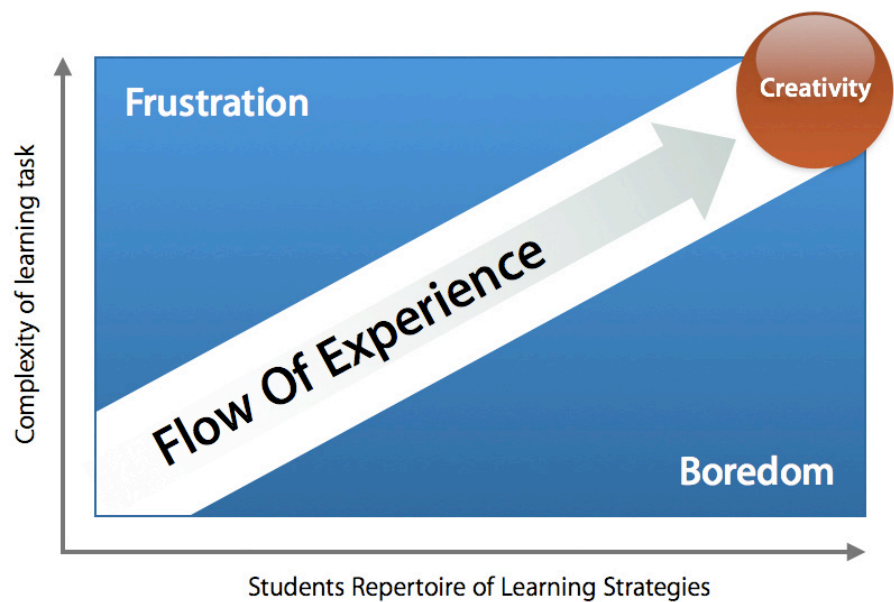 Creativity
Frustration
Complexity of learning task
Flow Of Experience
Boredom
Students Repertoire of Learning Strategies